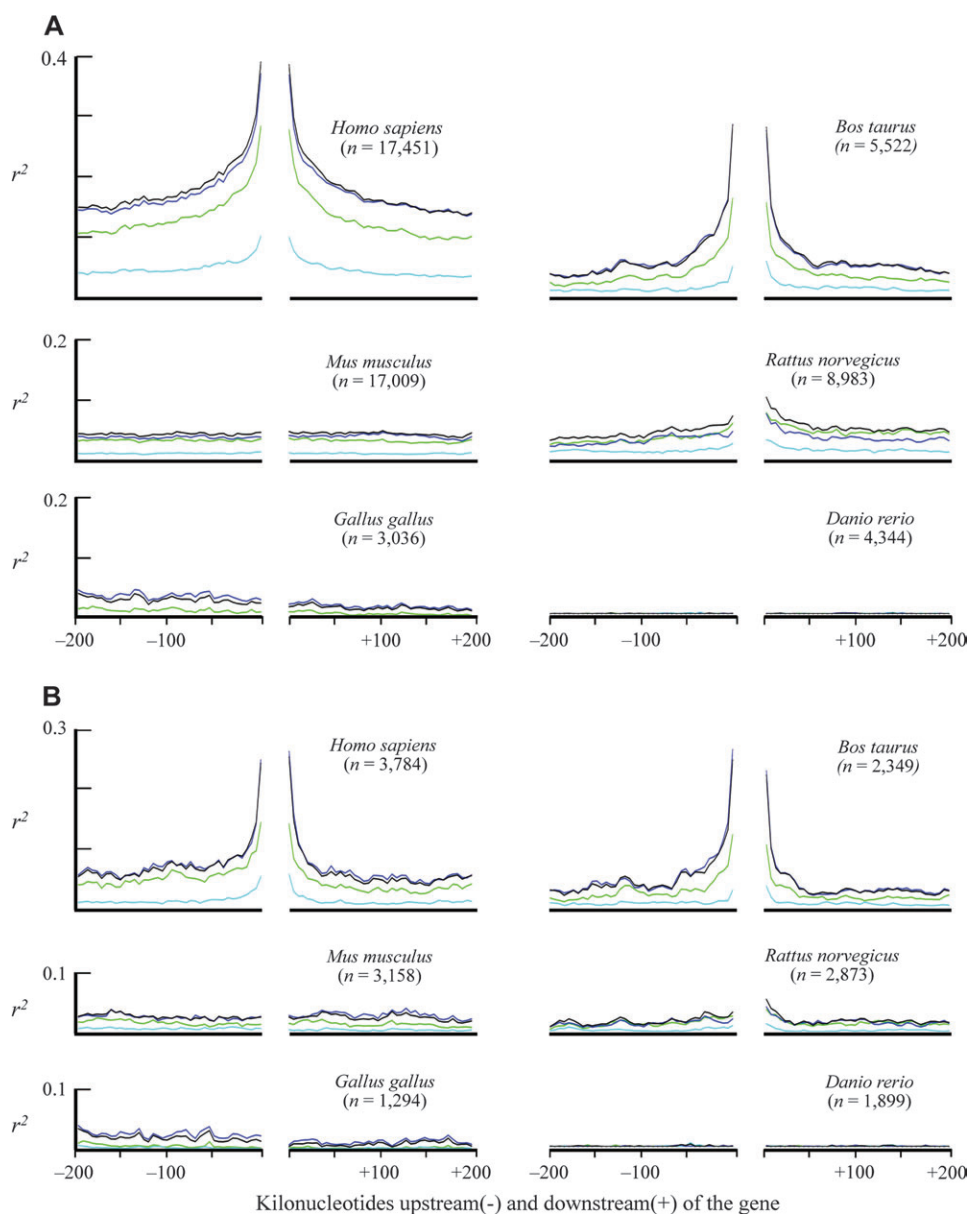 A
0.4
r²
Homo sapiens
(n = 17,451)
Bos taurus
(n = 5,522)
0.2
r²
Mus musculus
(n = 17,009)
Rattus norvegicus
(n = 8,983)
0.2
r²
Gallus gallus
(n = 3,036)
Danio rerio
(n = 4,344)
–200 –100 +100 +200 –200 –100 +100 +200
B
0.3
r²
Homo sapiens
(n = 3,784)
Bos taurus
(n = 2,349)
0.1
r²
Mus musculus
(n = 3,158)
Rattus norvegicus
(n = 2,873)
0.1
r²
Gallus gallus
(n = 1,294)
Danio rerio
(n = 1,899)
–200 –100 +100 +200 –200 –100 +100 +200
Kilonucleotides upstream(-) and downstream(+) of the gene